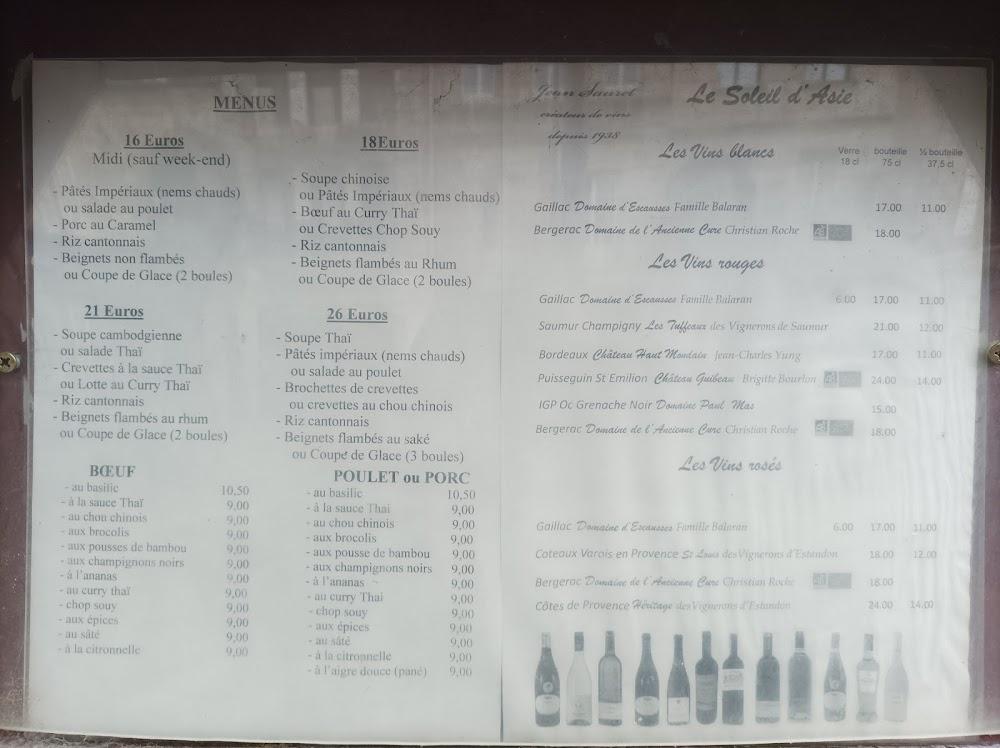 MENUS
16 Euros
Midi (sauf week-end)
- Pâtés Impériaux (nems chauds)
ou salade au poulet
- Porc au Caramel
- Riz cantonnais
- Beignets non flambés
ou Coupe de Glace (2 boules)
18Euros
- Soupe chinoise
ou Pâtés Impériaux (nems chauds)
- Bœuf au Curry Thaï
ou Crevettes Chop Souy
- Riz cantonnais
- Beignets flambés au Rhum
ou Coupe de Glace (2 boules)
21 Euros
- Soupe cambodgienne
ou salade Thaï
- Crevettes à la sauce Thaï
ou Lotte au Curry Thaï
- Riz cantonnais
- Beignets flambés au rhum
ou Coupe de Glace (2 boules)
26 Euros
- Soupe Thaï
- Pâtés impériaux (nems chauds)
ou salade au poulet
- Brochettes de crevettes
ou crevettes au chou chinois
- Riz cantonnais
- Beignets flambés au saké
ou Coupe de Glace (3 boules)
BŒUF
- au basilic 10,50
- à la sauce Thaï 9,00
- au chou chinois 9,00
- aux brocolis 9,00
- aux pousses de bambou 9,00
- aux champignons noirs 9,00
- à l'ananas 9,00
- au curry thaï 9,00
- chop souy 9,00
- aux épices 9,00
- au sâté 9,00
- à la citronnelle 9,00
POULET ou PORC
- au basilic 10,50
- à la sauce Thai 9,00
- au chou chinois 9,00
- aux brocolis 9,00
- aux pousse de bambou 9,00
- aux champignons noirs 9,00
- à l'ananas 9,00
- au curry Thai 9,00
- chop souy 9,00
- aux épices 9,00
- au sâté 9,00
- à la citronnelle 9,00
- à l'aigre douce (pané) 9,00
Jean Sauret
créateur de vins
depuis 1938
Le Soleil d'Asie
Les Vins blancs
Verre bouteille ½ bouteille
18 cl 75 cl 37,5 cl
Gaillac Domaine d'Escausses Famille Balaran 17.00 11.00
Bergerac Domaine de l'Ancienne Cure Christian Roche 18.00
Les Vins rouges
Gaillac Domaine d'Escausses Famille Balaran 6.00 17.00 11.00
Saumur Champigny Les Tuffeaux des Vignerons de Saumur 21.00 12.00
Bordeaux Château Haut Mondain Jean-Charles Yung 17.00 11.00
Puisseguin St Emilion Château Guibeau Brigitte Bourlon 24.00 14.00
IGP Oc Grenache Noir Domaine Paul Mas 15.00
Bergerac Domaine de l'Ancienne Cure Christian Roche 18.00
Les Vins rosés
Gaillac Domaine d'Escausses Famille Balaran 6.00 17.00 11.00
Coteaux Varois en Provence St Louis des Vignerons d'Estandon 18.00 12.00
Bergerac Domaine de l'Ancienne Cure Christian Roche 18.00
Côtes de Provence Héritage des Vignerons d'Estandon 24.00 14.00